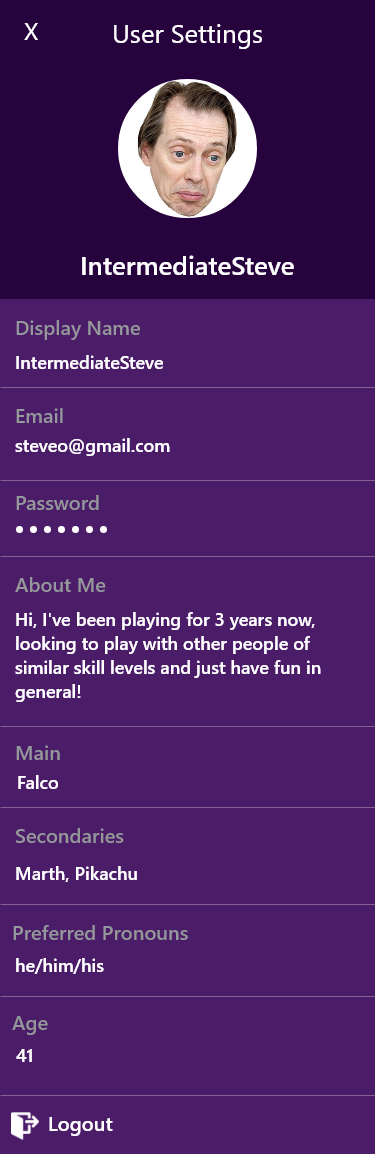 X
User Settings
IntermediateSteve
Display Name
IntermediateSteve
Email
steveo@gmail.com
Password
About Me
Hi, I've been playing for 3 years now,
looking to play with other people of
similar skill levels and just have fun in
general!
Main
Falco
Secondaries
Marth, Pikachu
Preferred Pronouns
he/him/his
Age
41
Logout